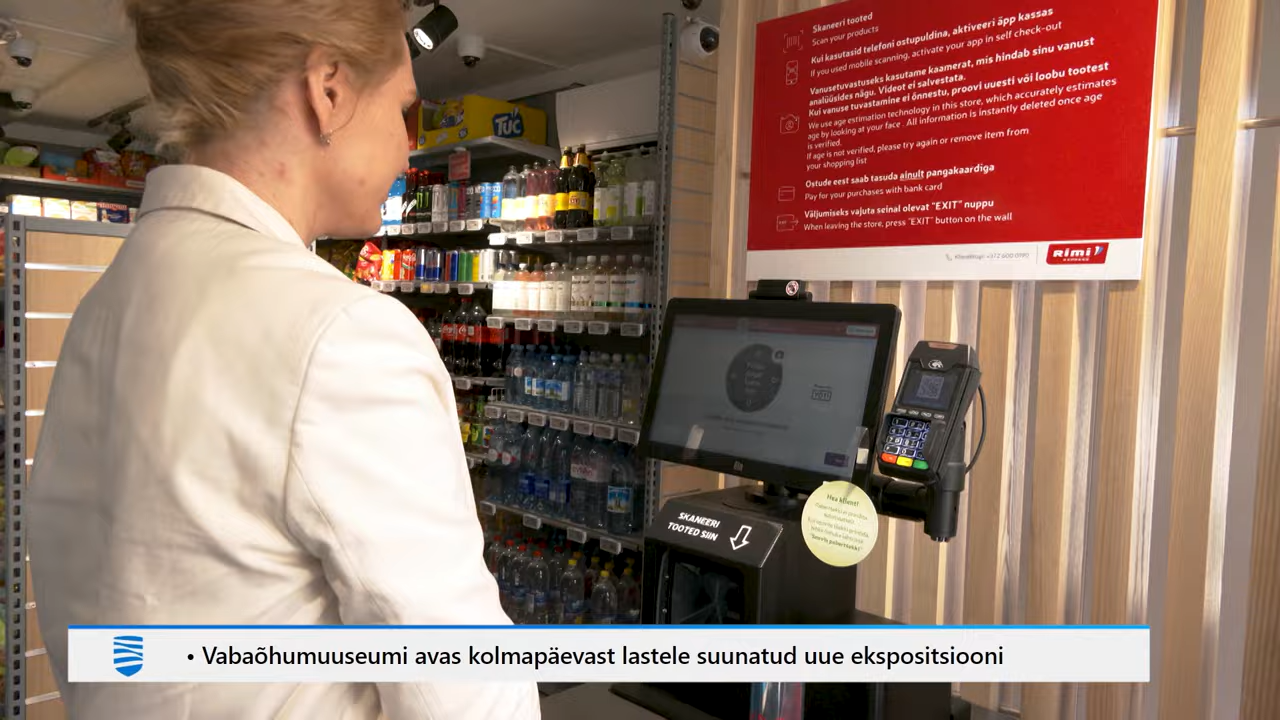 Skaneeri tooted
Scan your products
Kui kasutasid telefoni ostupuldina, aktiveeri äpp kassas
If you used mobile scanning, activate your app in self check-out
Vanusetuvastuseks kasutame kaamerat, mis hindab sinu vanust
analüüsides nägu. Videot ei salvestata.
Kui vanuse tuvastamine ei õnnestu, proovi uuesti või loobu tootest
We use age estimation technology in this store, which accurately estimates
age by looking at your face . All information is instantly deleted once age
is verified.
If age is not verified, please try again or remove item from
your shopping list
Ostude eest saab tasuda ainult pangakaardiga
Pay for your purchases with bank card
Väljumiseks vajuta seinal olevat "EXIT" nuppu
When leaving the store, press "EXIT" button on the wall
Rimi
EXPRESS
TUC
SKANEERI
TOOTED SIIN
Hea klient!
• Vabaõhumuuseumi avas kolmapäevast lastele suunatud uue ekspositsiooni